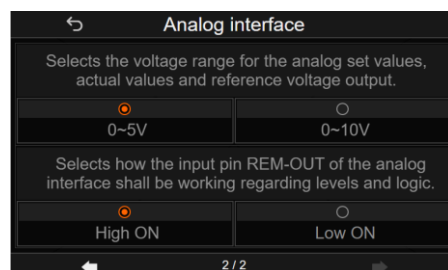 Analog interface
Selects the voltage range for the analog set values,
actual values and reference voltage output.
0~5V
0~10V
Selects how the input pin REM-OUT of the analog
interface shall be working regarding levels and logic.
High ON
Low ON
2 / 2